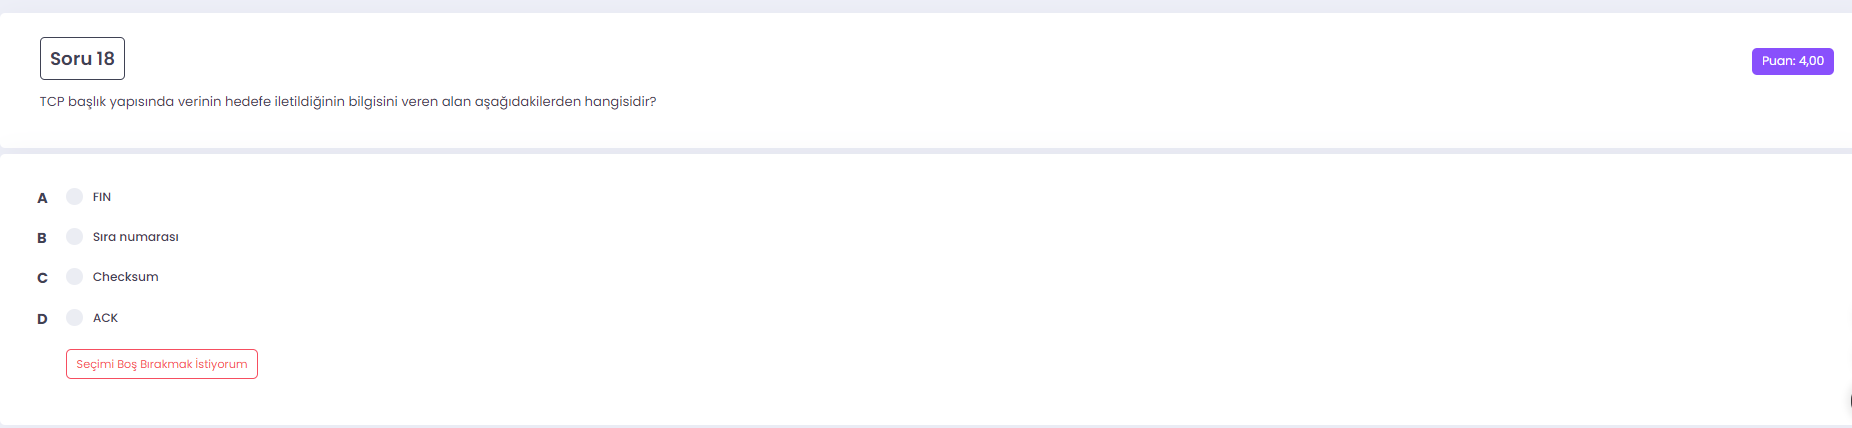 Soru 18
Puan: 4,00
TCP başlık yapısında verinin hedefe iletildiğinin bilgisini veren alan aşağıdakilerden hangisidir?
A FIN
B Sıra numarası
C Checksum
D ACK
Seçimi Boş Bırakmak İstiyorum